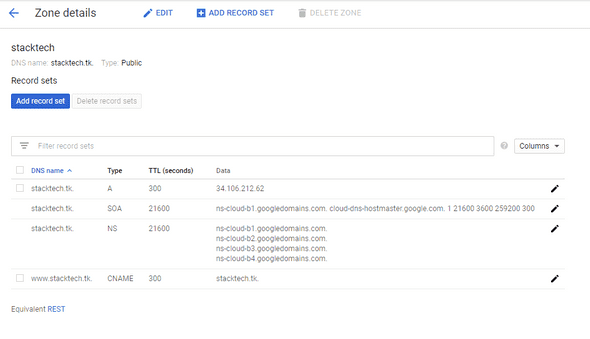 Zone details EDIT ADD RECORD SET DELETE ZONE
stacktech
DNS name: stacktech.tk. Type: Public
Record sets
Add record set Delete record sets
Filter record sets Columns
DNS name Type TTL (seconds) Data
stacktech.tk. A 300 34.106.212.62
stacktech.tk. SOA 21600 ns-cloud-b1.googledomains.com. cloud-dns-hostmaster.google.com. 1 21600 3600 259200 300
stacktech.tk. NS 21600 ns-cloud-b1.googledomains.com.
ns-cloud-b2.googledomains.com.
ns-cloud-b3.googledomains.com.
ns-cloud-b4.googledomains.com.
www.stacktech.tk. CNAME 300 stacktech.tk.
Equivalent REST